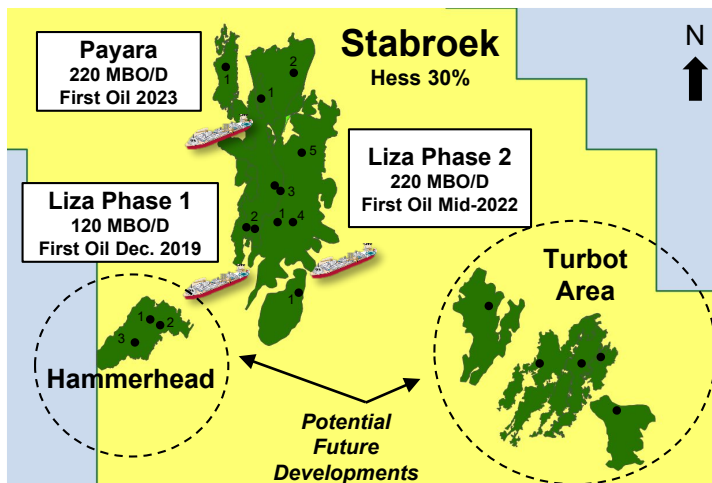 Payara
220 MBO/D
First Oil 2023
Stabroek
Hess 30%
N
1
2
1
5
Liza Phase 2
220 MBO/D
First Oil Mid-2022
Liza Phase 1
120 MBO/D
First Oil Dec. 2019
3
2
1
4
1
Turbot
Area
1
2
3
Hammerhead
Potential
Future
Developments